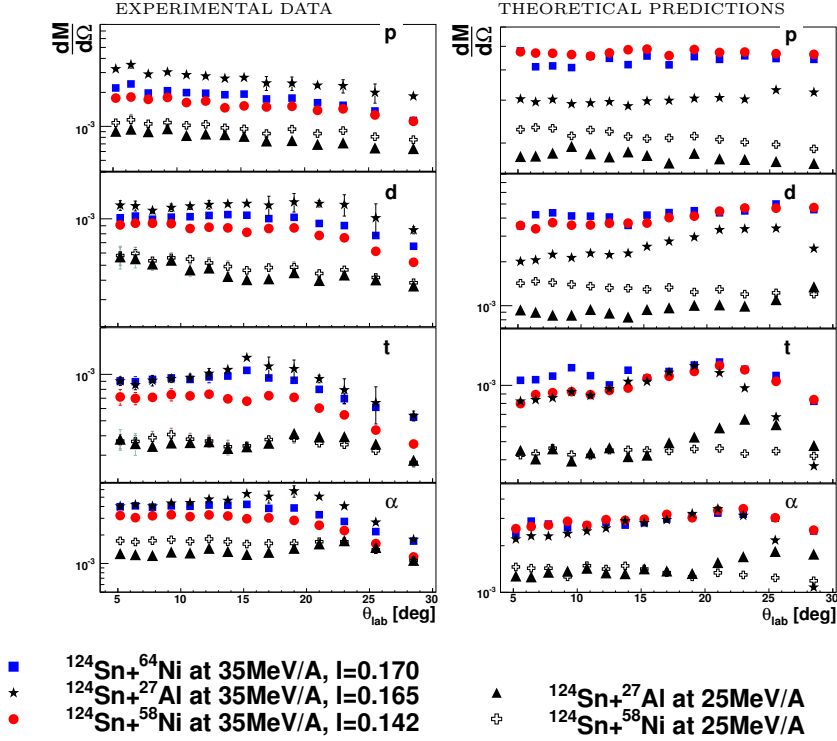 EXPERIMENTAL DATA
THEORETICAL PREDICTIONS
dM
dΩ
p
dM
dΩ
p
10⁻³
d
d
10⁻³
10⁻³
t
t
10⁻³
10⁻³
α
α
10⁻³
10⁻³
5 10 15 20 25 30
5 10 15 20 25 30
θlab [deg]
θlab [deg]
¹²⁴Sn+⁶⁴Ni at 35MeV/A, I=0.170
¹²⁴Sn+²⁷Al at 35MeV/A, I=0.165
¹²⁴Sn+⁵⁸Ni at 35MeV/A, I=0.142
¹²⁴Sn+²⁷Al at 25MeV/A
¹²⁴Sn+⁵⁸Ni at 25MeV/A